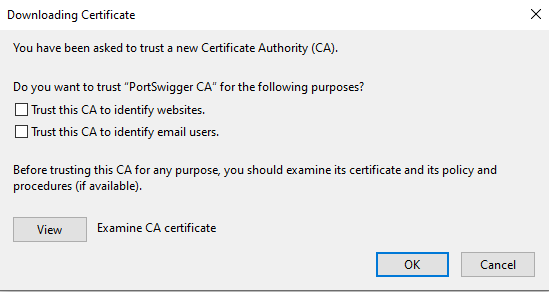 Downloading Certificate
You have been asked to trust a new Certificate Authority (CA).
Do you want to trust “PortSwigger CA” for the following purposes?
Trust this CA to identify websites.
Trust this CA to identify email users.
Before trusting this CA for any purpose, you should examine its certificate and its policy and
procedures (if available).
View Examine CA certificate
OK Cancel